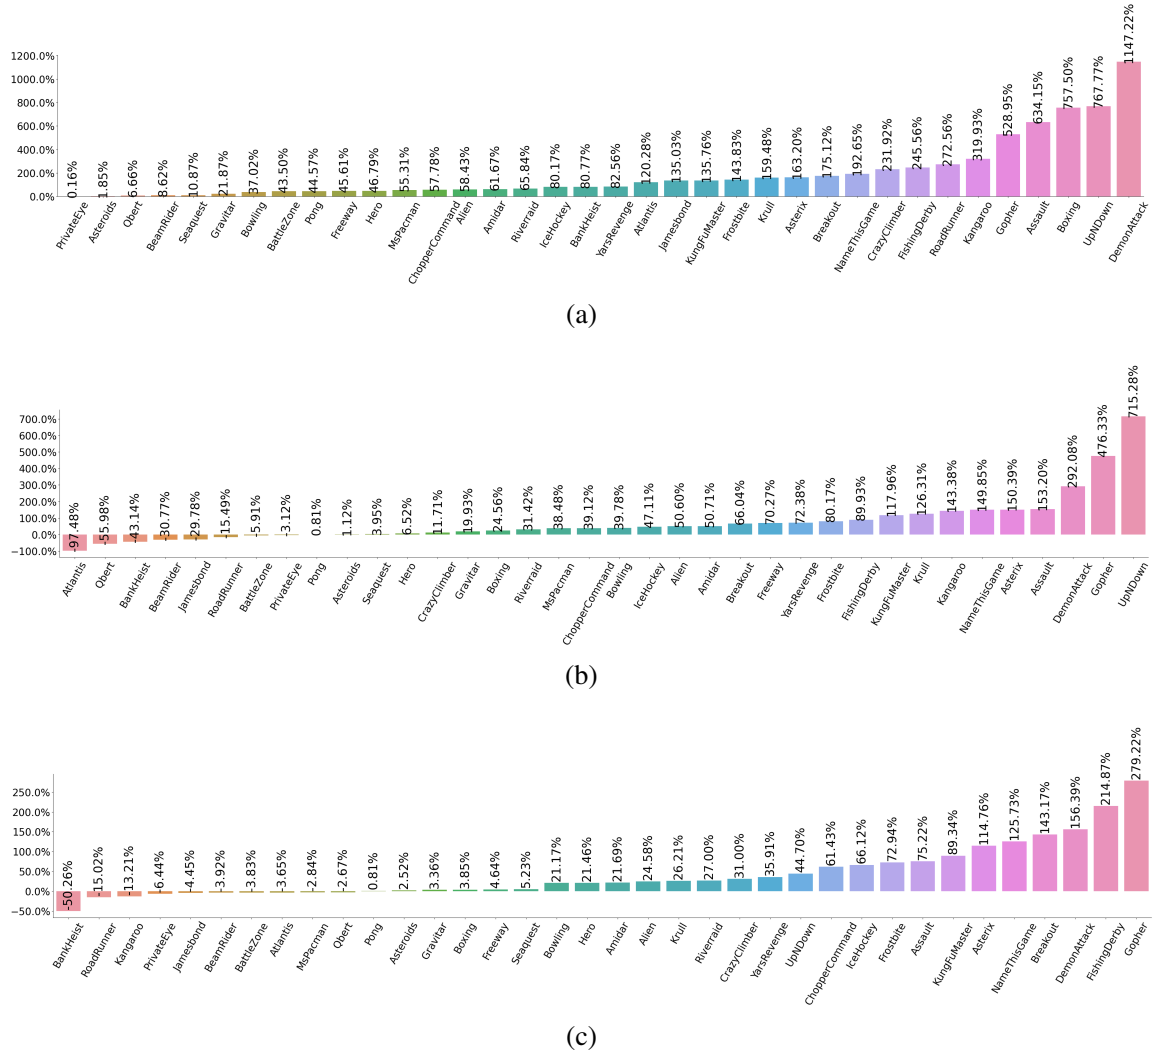 1200.0%
1000.0%
800.0%
600.0%
400.0%
200.0%
0.0%
0.16% 1.85% 6.66% 8.62% 10.87% 21.87% 37.02% 43.50% 44.57% 45.61% 46.79% 55.31% 57.78% 58.43% 61.67% 65.84% 80.17% 80.77% 82.56% 120.28% 135.03% 135.76% 143.83% 159.48% 163.20% 175.12% 192.65% 231.92% 245.56% 272.56% 319.93% 528.95% 634.15% 757.50% 767.77% 1147.22%
PrivateEye Asteroids Qbert BeamRider Seaquest Gravitar Bowling BattleZone Pong Freeway Hero MsPacman ChopperCommand Alien Amidar Riverraid IceHockey BankHeist YarsRevenge Atlantis Jamesbond KungFuMaster Frostbite Krull Asterix Breakout NameThisGame CrazyClimber FishingDerby RoadRunner Kangaroo Gopher Assault Boxing UpNDown DemonAttack
(a)
700.0%
600.0%
500.0%
400.0%
300.0%
200.0%
100.0%
0.0%
−100.0%
-97.48% -55.98% -43.14% -30.77% -29.78% -15.49% -5.91% -3.12% 0.81% 1.12% 3.95% 6.52% 11.71% 19.93% 24.56% 31.42% 38.48% 39.12% 39.78% 47.11% 50.60% 50.71% 66.04% 70.27% 72.38% 80.17% 89.93% 117.96% 126.31% 143.38% 149.85% 150.39% 153.20% 292.08% 476.33% 715.28%
Atlantis Qbert BankHeist BeamRider Jamesbond RoadRunner BattleZone PrivateEye Pong Asteroids Seaquest Hero CrazyClimber Gravitar Boxing Riverraid MsPacman ChopperCommand Bowling IceHockey Alien Amidar Breakout Freeway YarsRevenge Frostbite FishingDerby KungFuMaster Krull Kangaroo NameThisGame Asterix Assault DemonAttack Gopher UpNDown
(b)
250.0%
200.0%
150.0%
100.0%
50.0%
0.0%
−50.0%
-50.26% -15.02% -13.21% -6.44% -4.45% -3.92% -3.83% -3.65% -2.84% -2.67% 0.81% 2.52% 3.36% 3.85% 4.64% 5.23% 21.17% 21.46% 21.69% 24.58% 26.21% 27.00% 31.00% 35.91% 44.70% 61.43% 66.12% 72.94% 75.22% 89.34% 114.76% 125.73% 143.17% 156.39% 214.87% 279.22%
BankHeist RoadRunner Kangaroo PrivateEye Jamesbond BeamRider BattleZone Atlantis MsPacman Qbert Pong Asteroids Gravitar Boxing Freeway Seaquest Bowling Hero Amidar Alien Krull Riverraid CrazyClimber YarsRevenge UpNDown ChopperCommand IceHockey Frostbite Assault KungFuMaster Asterix NameThisGame Breakout DemonAttack FishingDerby Gopher
(c)